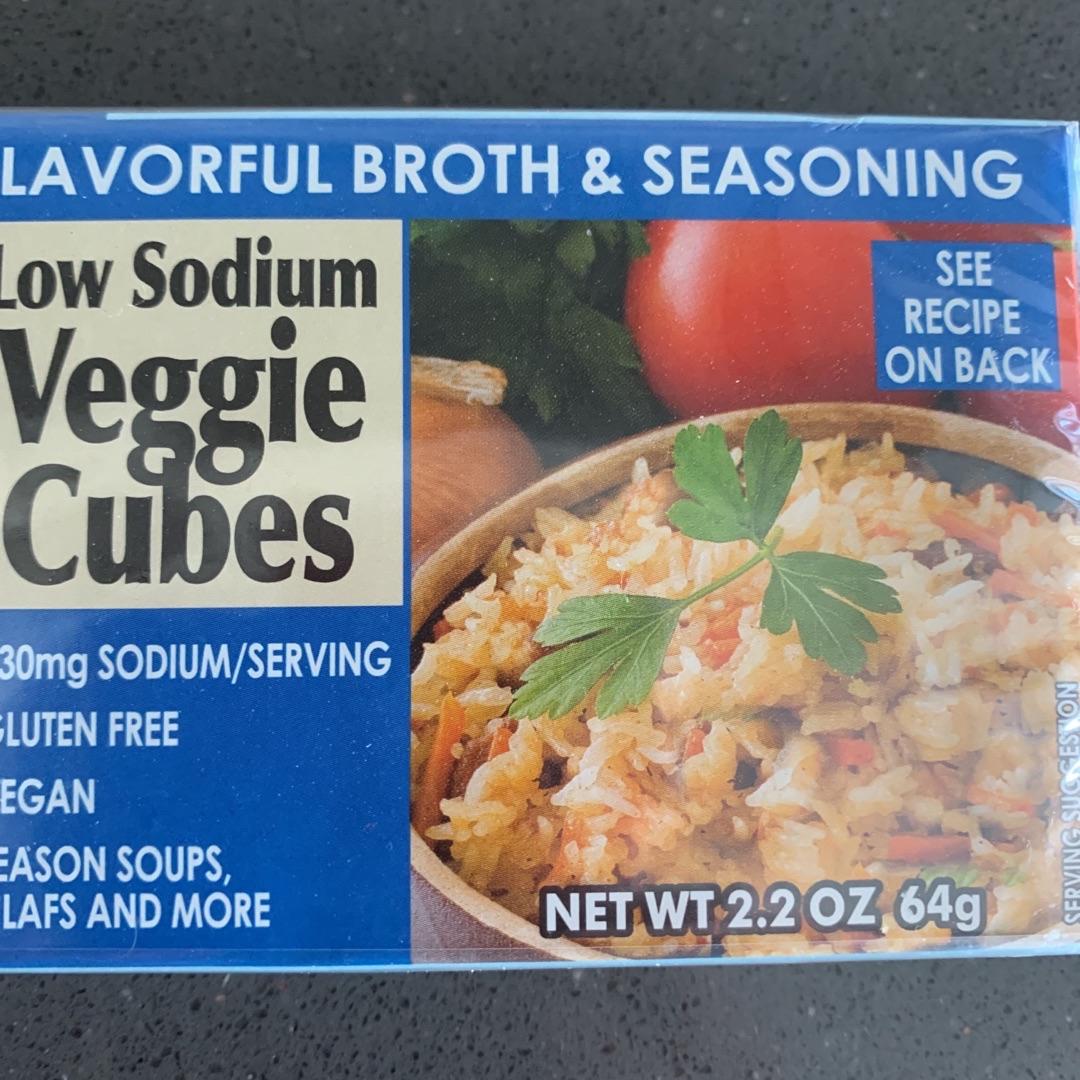 LAVORFUL BROTH & SEASONING
Low Sodium
Veggie
Cubes
SEE
RECIPE
ON BACK
30mg SODIUM/SERVING
GLUTEN FREE
EGAN
EASON SOUPS,
LAFS AND MORE
NET WT 2.2 OZ 64g
SERVING SUGGESTION